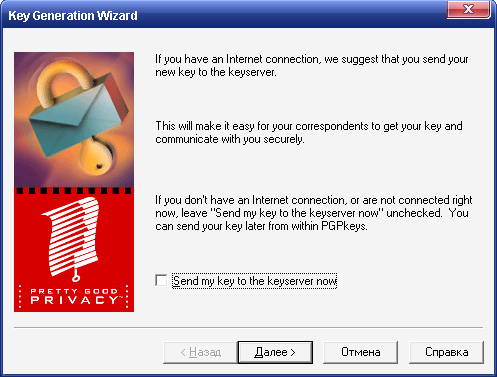 Key Generation Wizard
If you have an Internet connection, we suggest that you send your
new key to the keyserver.
This will make it easy for your correspondents to get your key and
communicate with you securely.
If you don't have an Internet connection, or are not connected right
now, leave "Send my key to the keyserver now" unchecked.  You
can send your key later from within PGPkeys.
Send my key to the keyserver now
PRETTY GOOD
PRIVACY™
< Назад
Далее >
Отмена
Справка